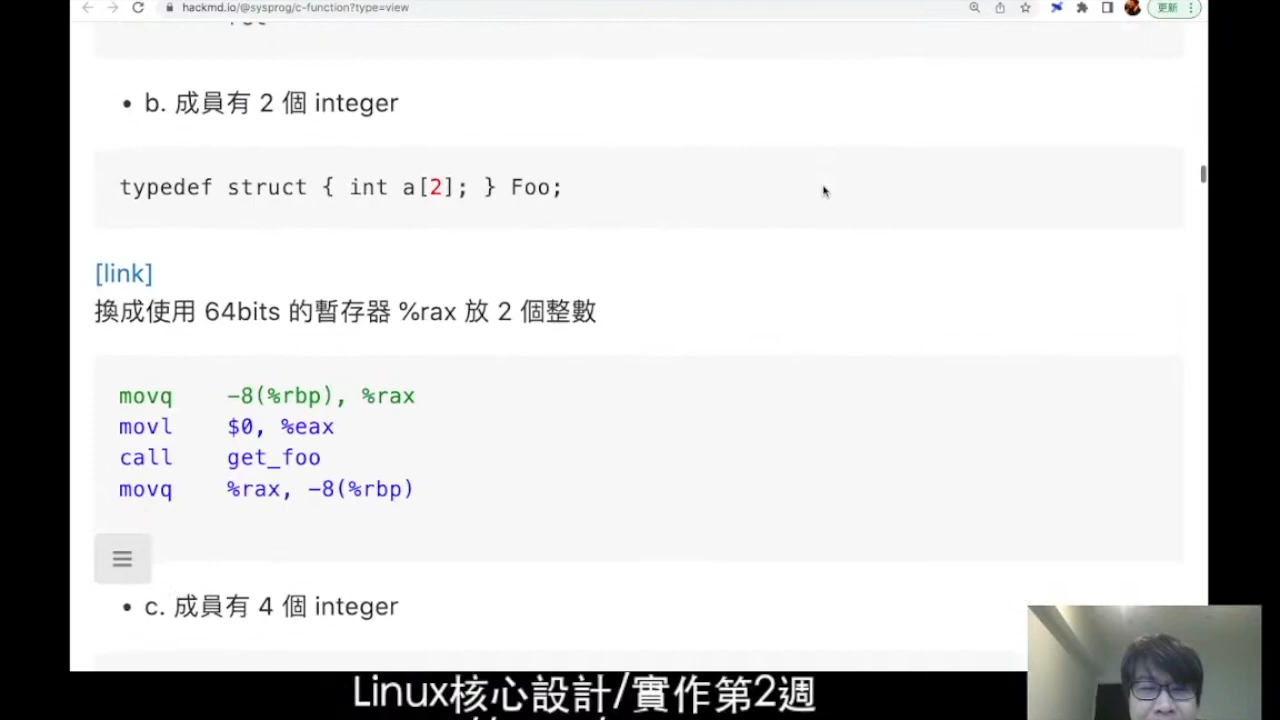 hackmd.io/@sysprog/c-function?type=view
更新
• b. 成員有 2 個 integer
typedef struct { int a[2]; } Foo;
[link]
換成使用 64bits 的暫存器 %rax 放 2 個整數
movq -8(%rbp), %rax
movl $0, %eax
call get_foo
movq %rax, -8(%rbp)
• c. 成員有 4 個 integer
Linux核心設計/實作第2週